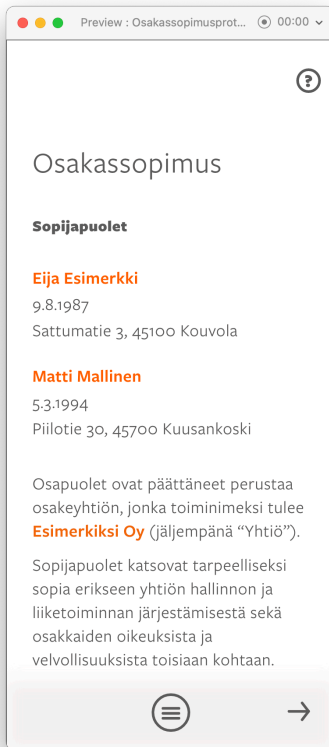 Preview : Osakassopimusprot... 00:00
?
Osakassopimus
Sopijapuolet
Eija Esimerkki
9.8.1987
Sattumatie 3, 45100 Kouvola
Matti Mallinen
5.3.1994
Piilotie 30, 45700 Kuusankoski
Osapuolet ovat päättäneet perustaa
osakeyhtiön, jonka toiminimeksi tulee
Esimerkiksi Oy (jäljempänä “Yhtiö”).
Sopijapuolet katsovat tarpeelliseksi
sopia erikseen yhtiön hallinnon ja
liiketoiminnan järjestämisestä sekä
osakkaiden oikeuksista ja
velvollisuuksista toisiaan kohtaan.